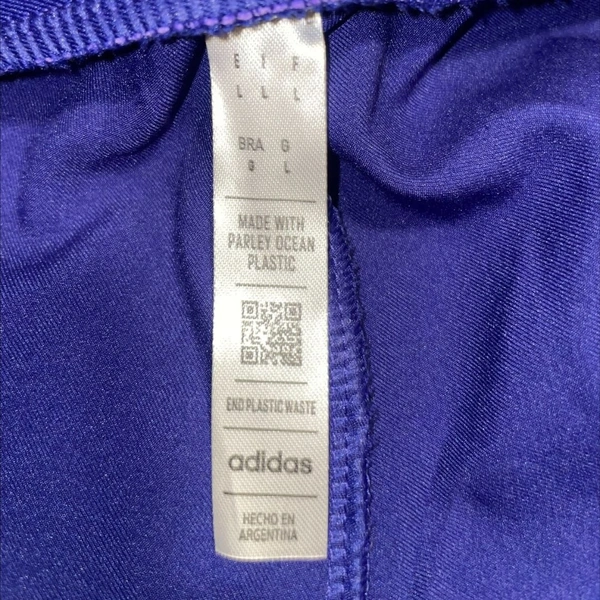 E I F
L L L
BRA G
G L
MADE WITH
PARLEY OCEAN
PLASTIC
END PLASTIC WASTE
adidas
HECHO EN
ARGENTINA